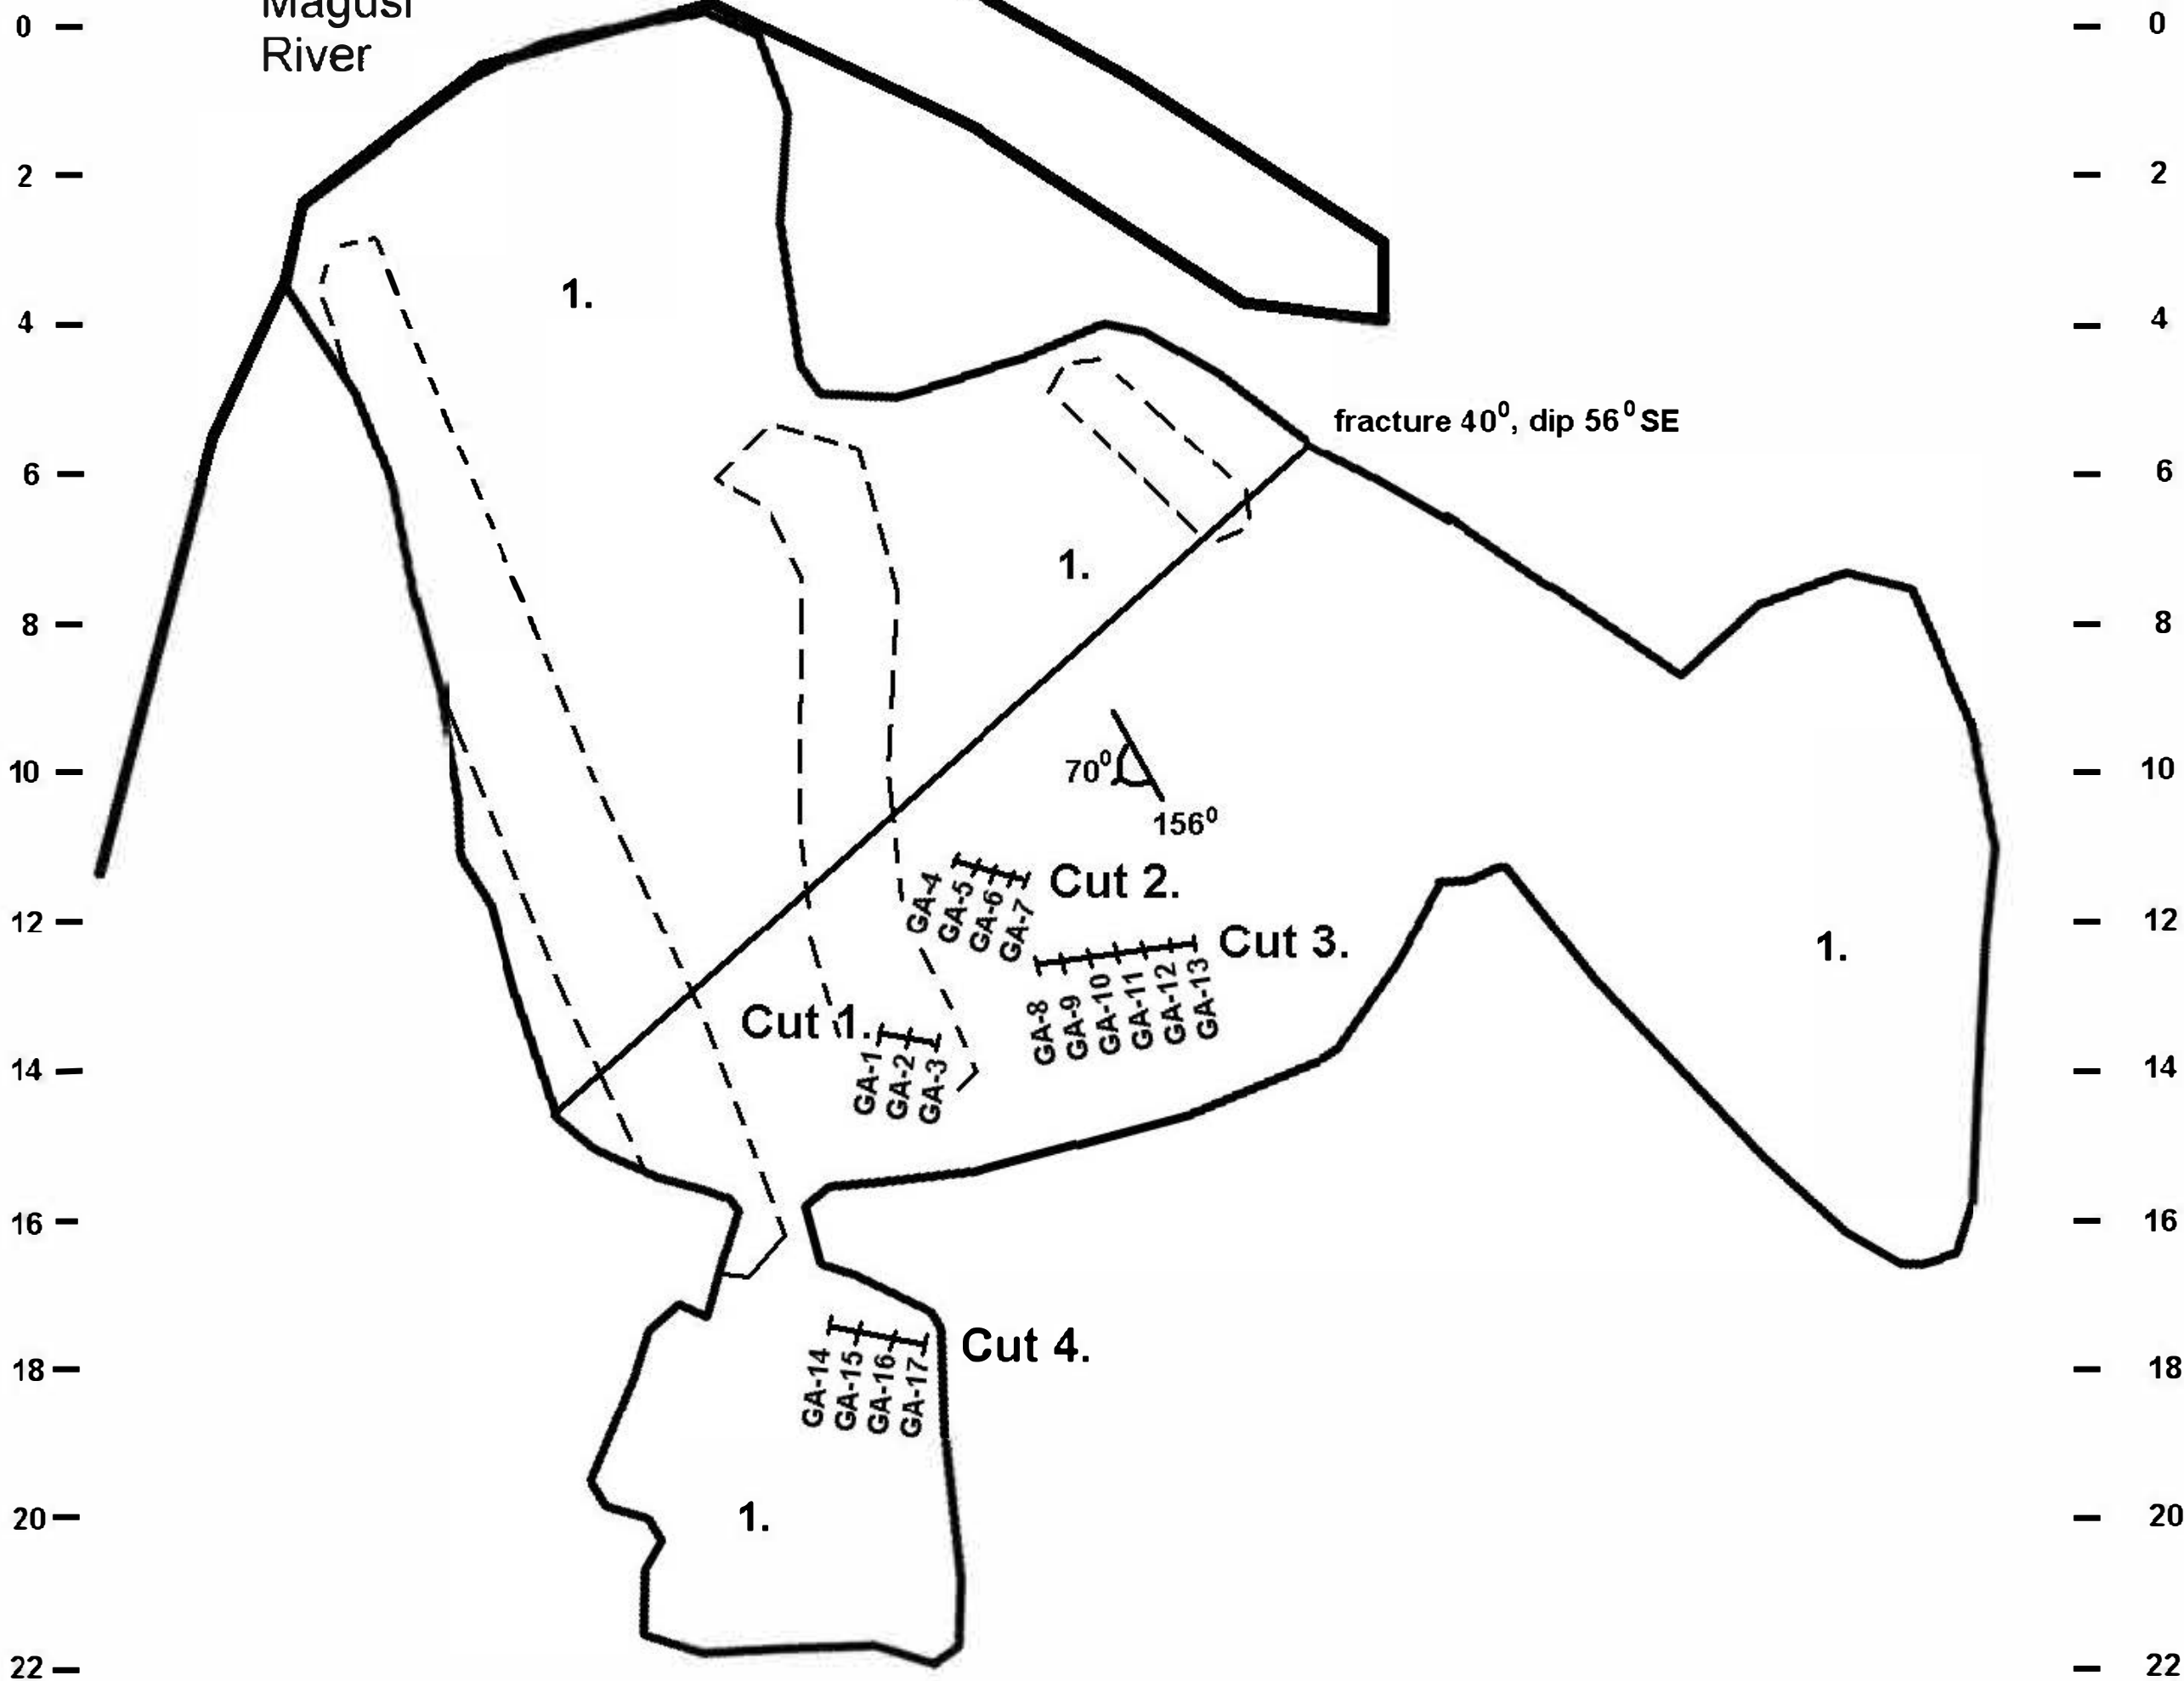 Magusi
River
0
0
2
2
1.
4
4
fracture 40⁰, dip 56⁰ SE
6
6
1.
8
8
70⁰
10
10
156⁰
Cut 2.
GA-4
GA-5
GA-6
GA-7
12
12
Cut 3.
1.
GA-8
GA-9
GA-10
GA-11
GA-12
GA-13
Cut 1.
GA-1
GA-2
GA-3
14
14
16
16
Cut 4.
GA-14
GA-15
GA-16
GA-17
18
18
20
20
1.
22
22